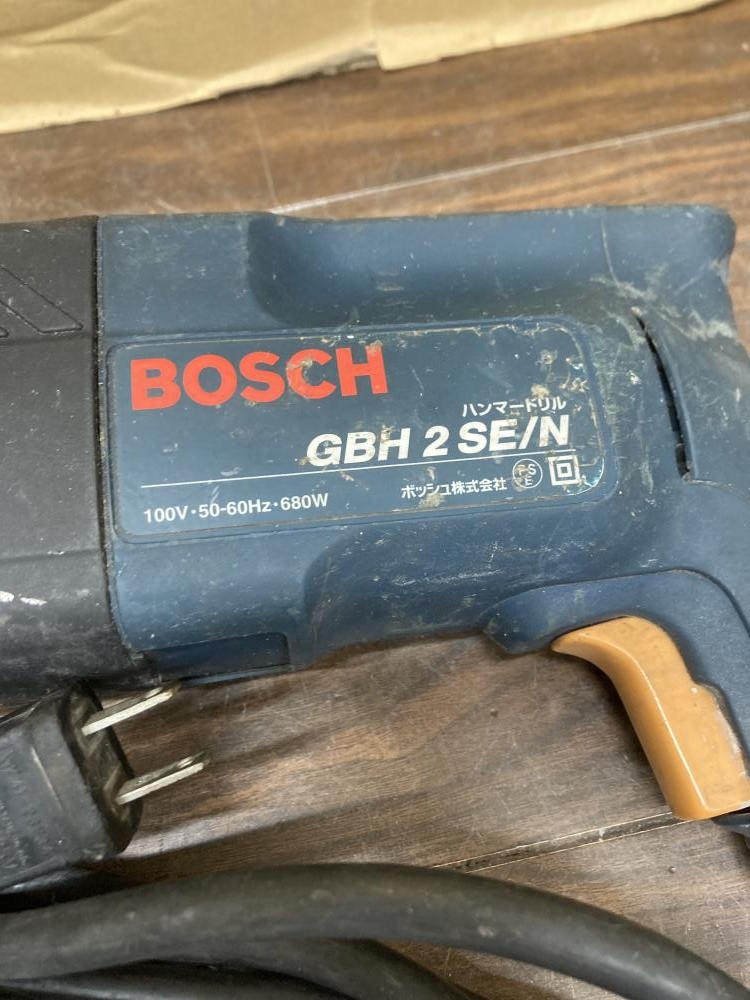 BOSCH
ハンマードリル
GBH 2 SE/N
100V・50-60Hz・680W
ボッシュ株式会社 PS E